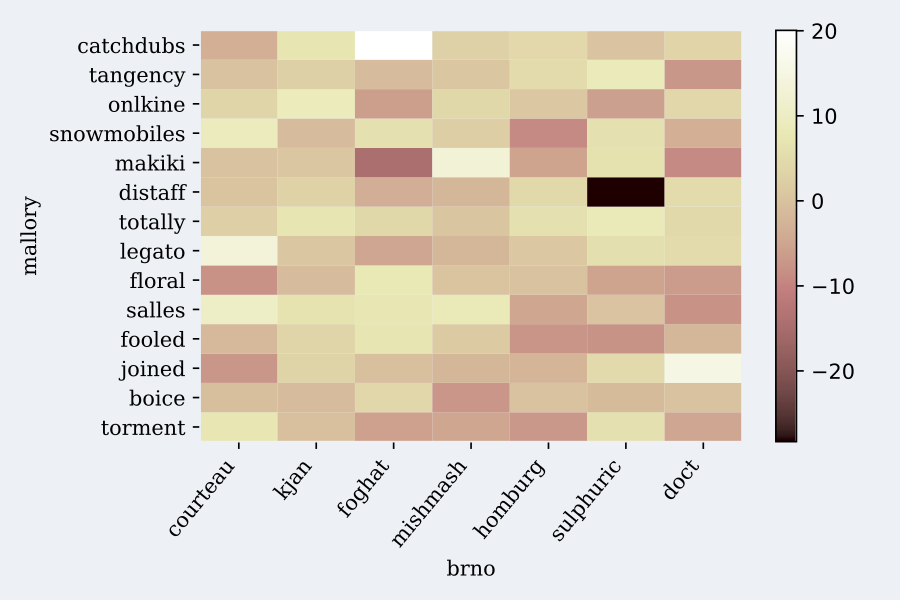 catchdubs
tangency
onlkine
snowmobiles
makiki
distaff
totally
legato
floral
salles
fooled
joined
boice
torment
mallory
courteau
kjan
foghat
mishmash
homburg
sulphuric
doct
brno
20
10
0
−10
−20